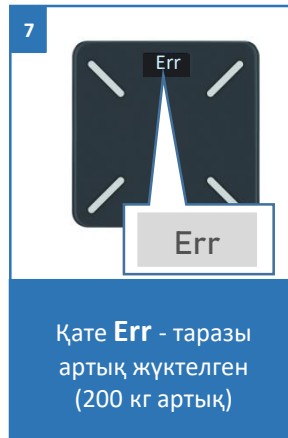 7
Err
Err
Қате Err - таразы
артық жүктелген
(200 кг артық)